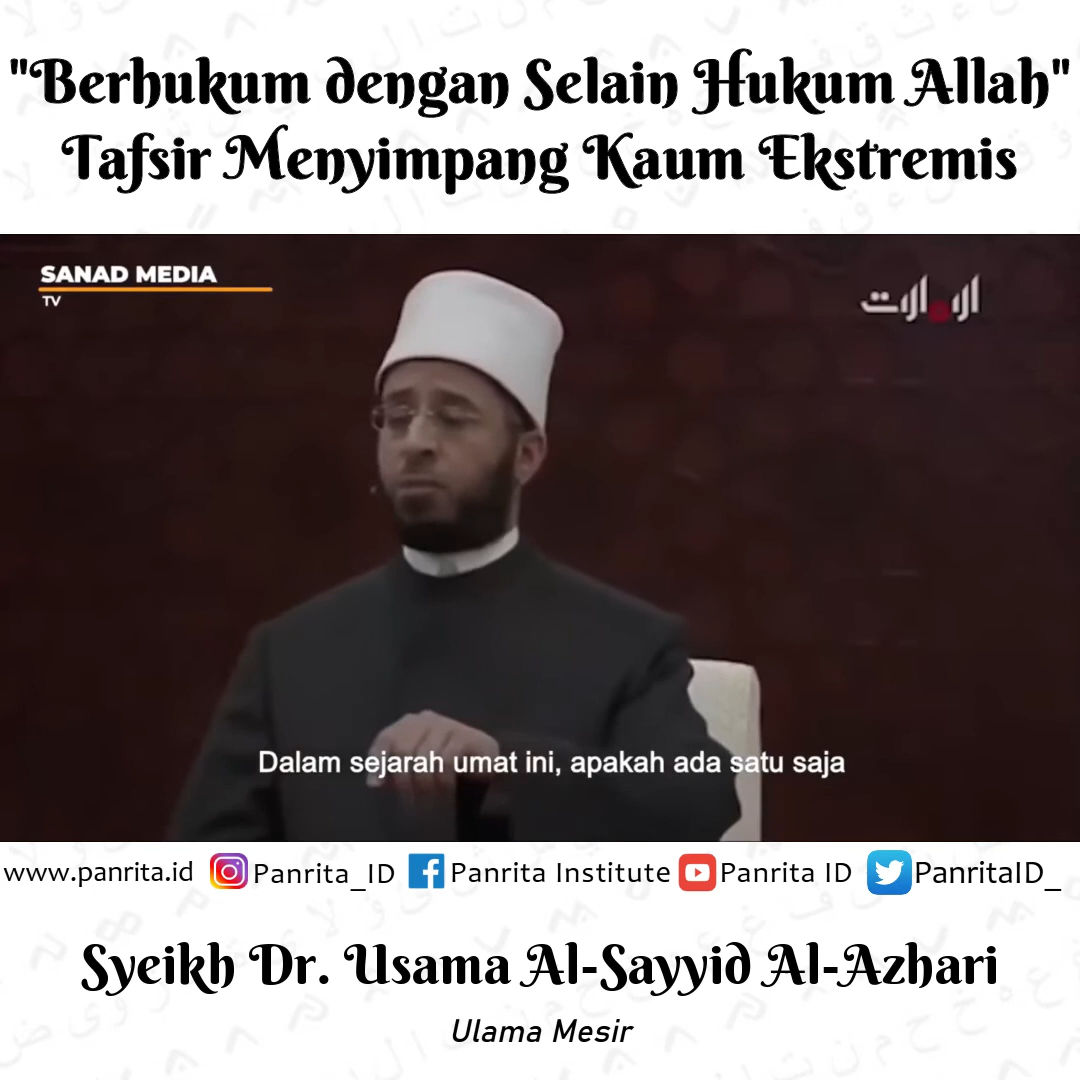 "Berhukum dengan Selain Hukum Allah"
Tafsir Menyimpang Kaum Ekstremis
SANAD MEDIA
TV
الإمارات
Dalam sejarah umat ini, apakah ada satu saja
www.panrita.id Panrita_ID Panrita Institute Panrita ID PanritaID_
Syeikh Dr. Usama Al-Sayyid Al-Azhari
Ulama Mesir